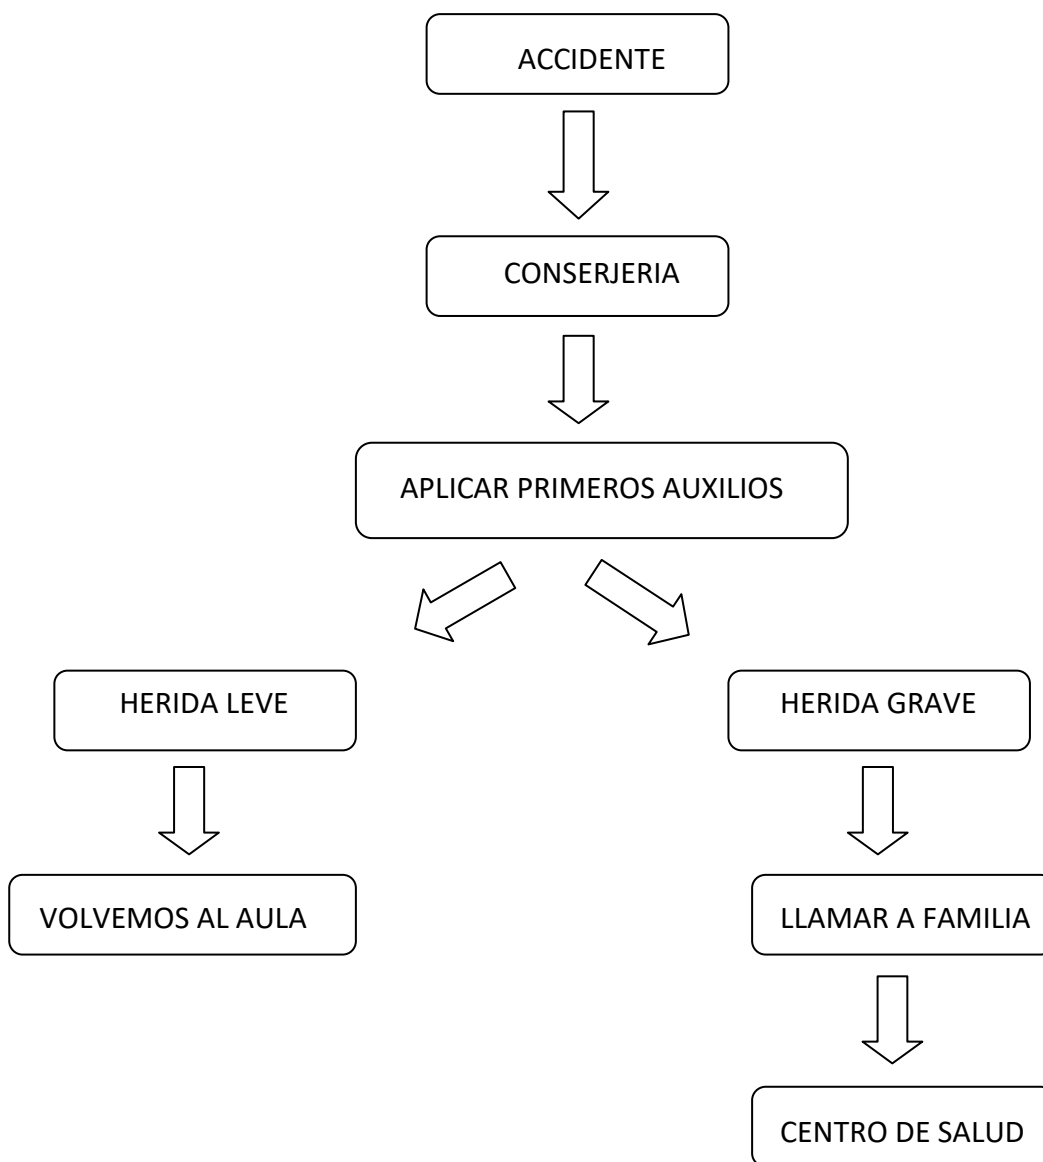 ACCIDENTE
CONSERJERIA
APLICAR PRIMEROS AUXILIOS
HERIDA LEVE
HERIDA GRAVE
VOLVEMOS AL AULA
LLAMAR A FAMILIA
CENTRO DE SALUD